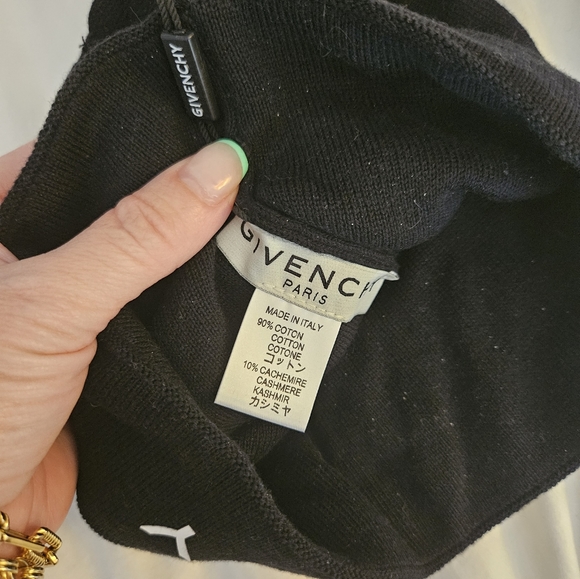 GIVENCHY
GIVENCHY
PARIS
MADE IN ITALY
90% COTON
COTTON
COTONE
コットン
10% CACHEMIRE
CASHMERE
KASHMIR
カシミヤ